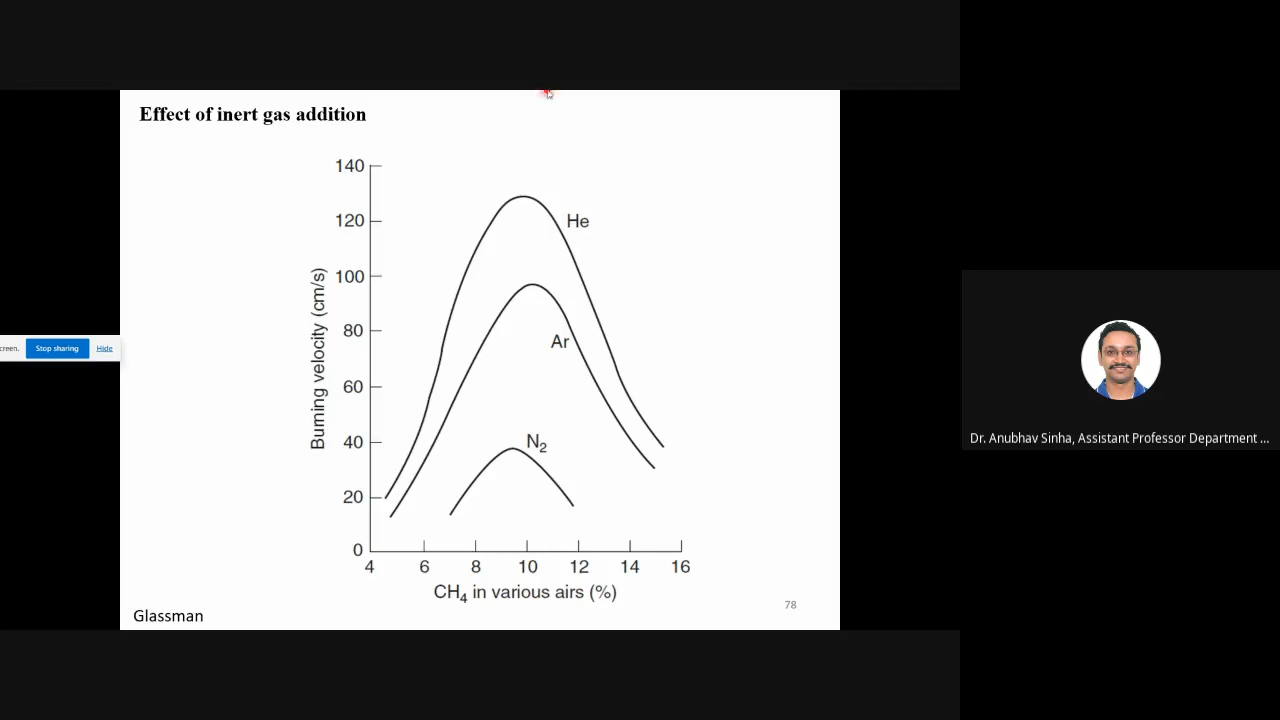 Effect of inert gas addition
140
120
100
80
60
40
20
0
Burning velocity (cm/s)
He
Ar
N2
4 6 8 10 12 14 16
CH4 in various airs (%)
78
Glassman
creen. Stop sharing Hide
Dr. Anubhav Sinha, Assistant Professor Department ...